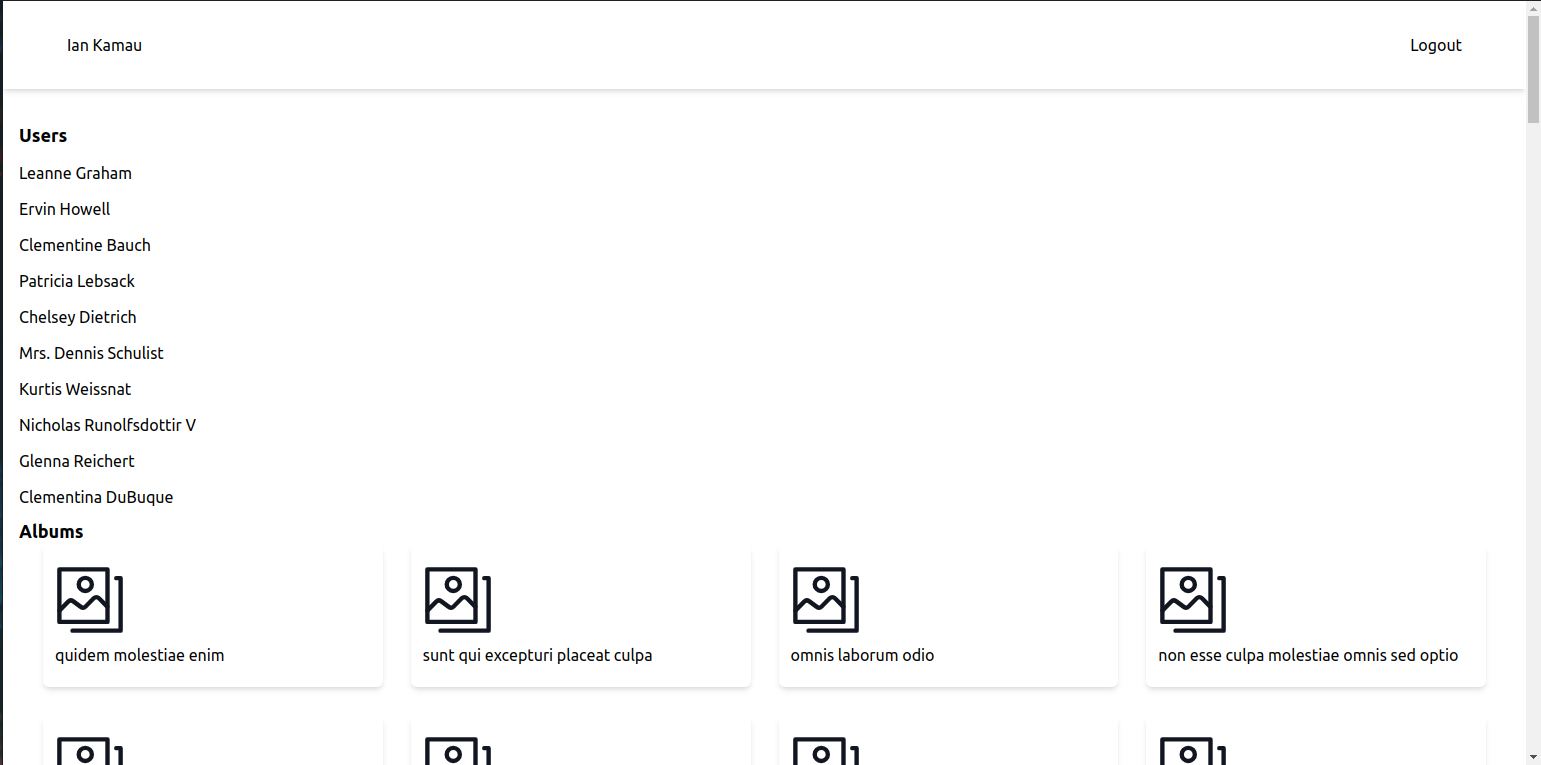 Ian Kamau
Logout
Users
Leanne Graham
Ervin Howell
Clementine Bauch
Patricia Lebsack
Chelsey Dietrich
Mrs. Dennis Schulist
Kurtis Weissnat
Nicholas Runolfsdottir V
Glenna Reichert
Clementina DuBuque
Albums
quidem molestiae enim
sunt qui excepturi placeat culpa
omnis laborum odio
non esse culpa molestiae omnis sed optio